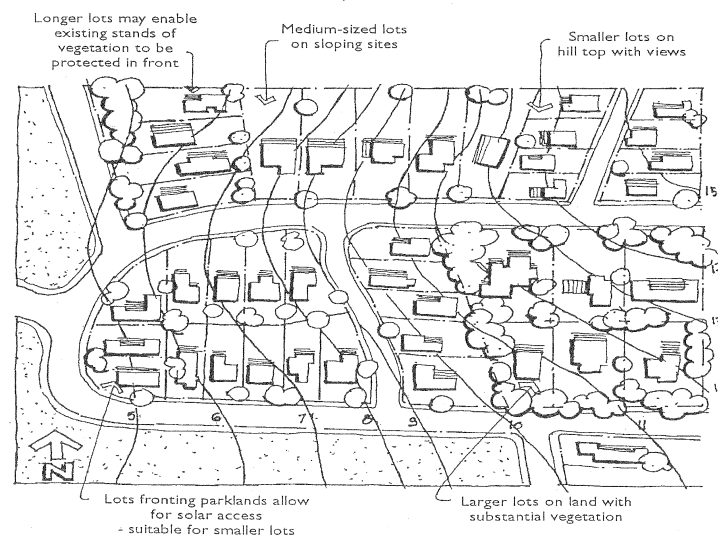 Longer lots may enable
existing stands of
vegetation to be
protected in front
Medium-sized lots
on sloping sites
Smaller lots on
hill top with views
15
5
6
7
8
9
10
11
N
Lots fronting parklands allow
for solar access
- suitable for smaller lots
Larger lots on land with
substantial vegetation